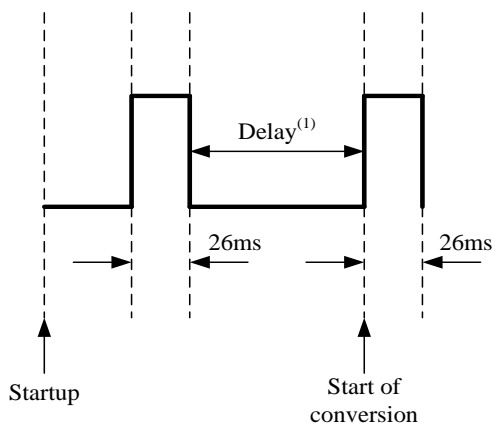 Delay(1)
26ms
26ms
Startup
Start of
conversion